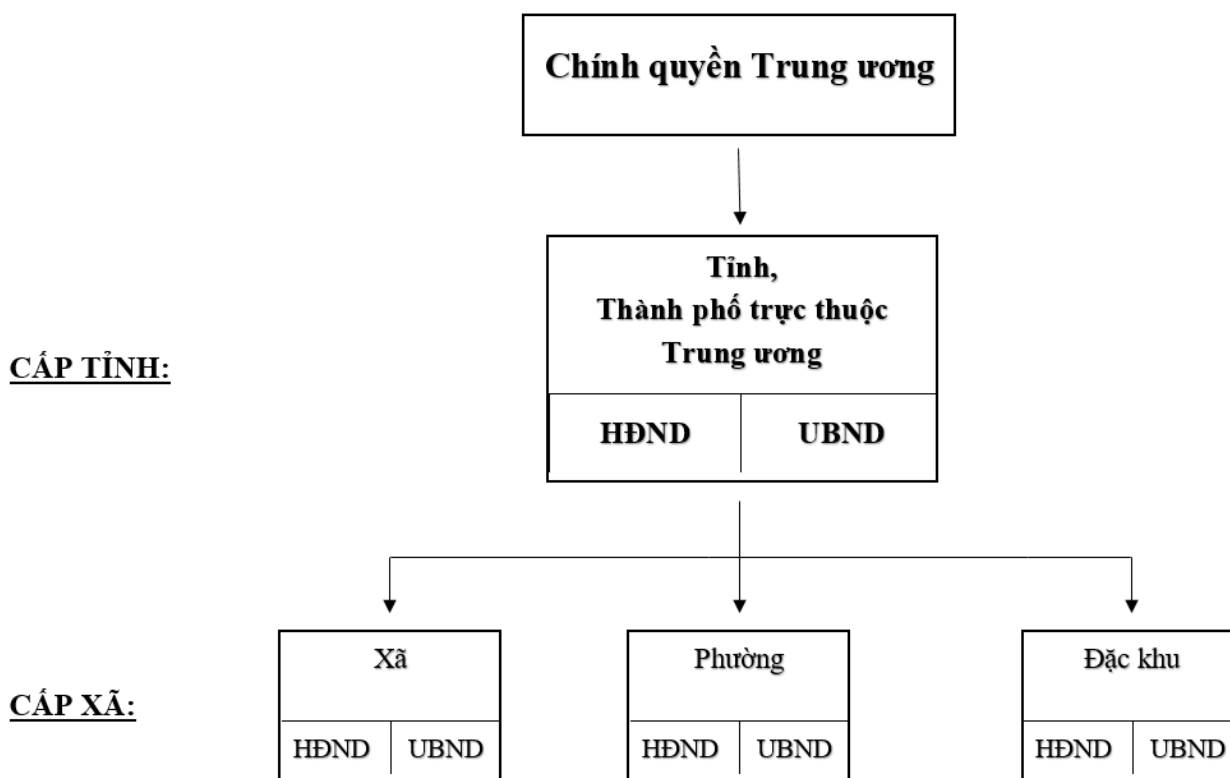 Chính quyền Trung ương
Tỉnh,
Thành phố trực thuộc
Trung ương
CẤP TỈNH:
HĐND UBND
Xã Phường Đặc khu
CẤP XÃ:
HĐND UBND HĐND UBND HĐND UBND